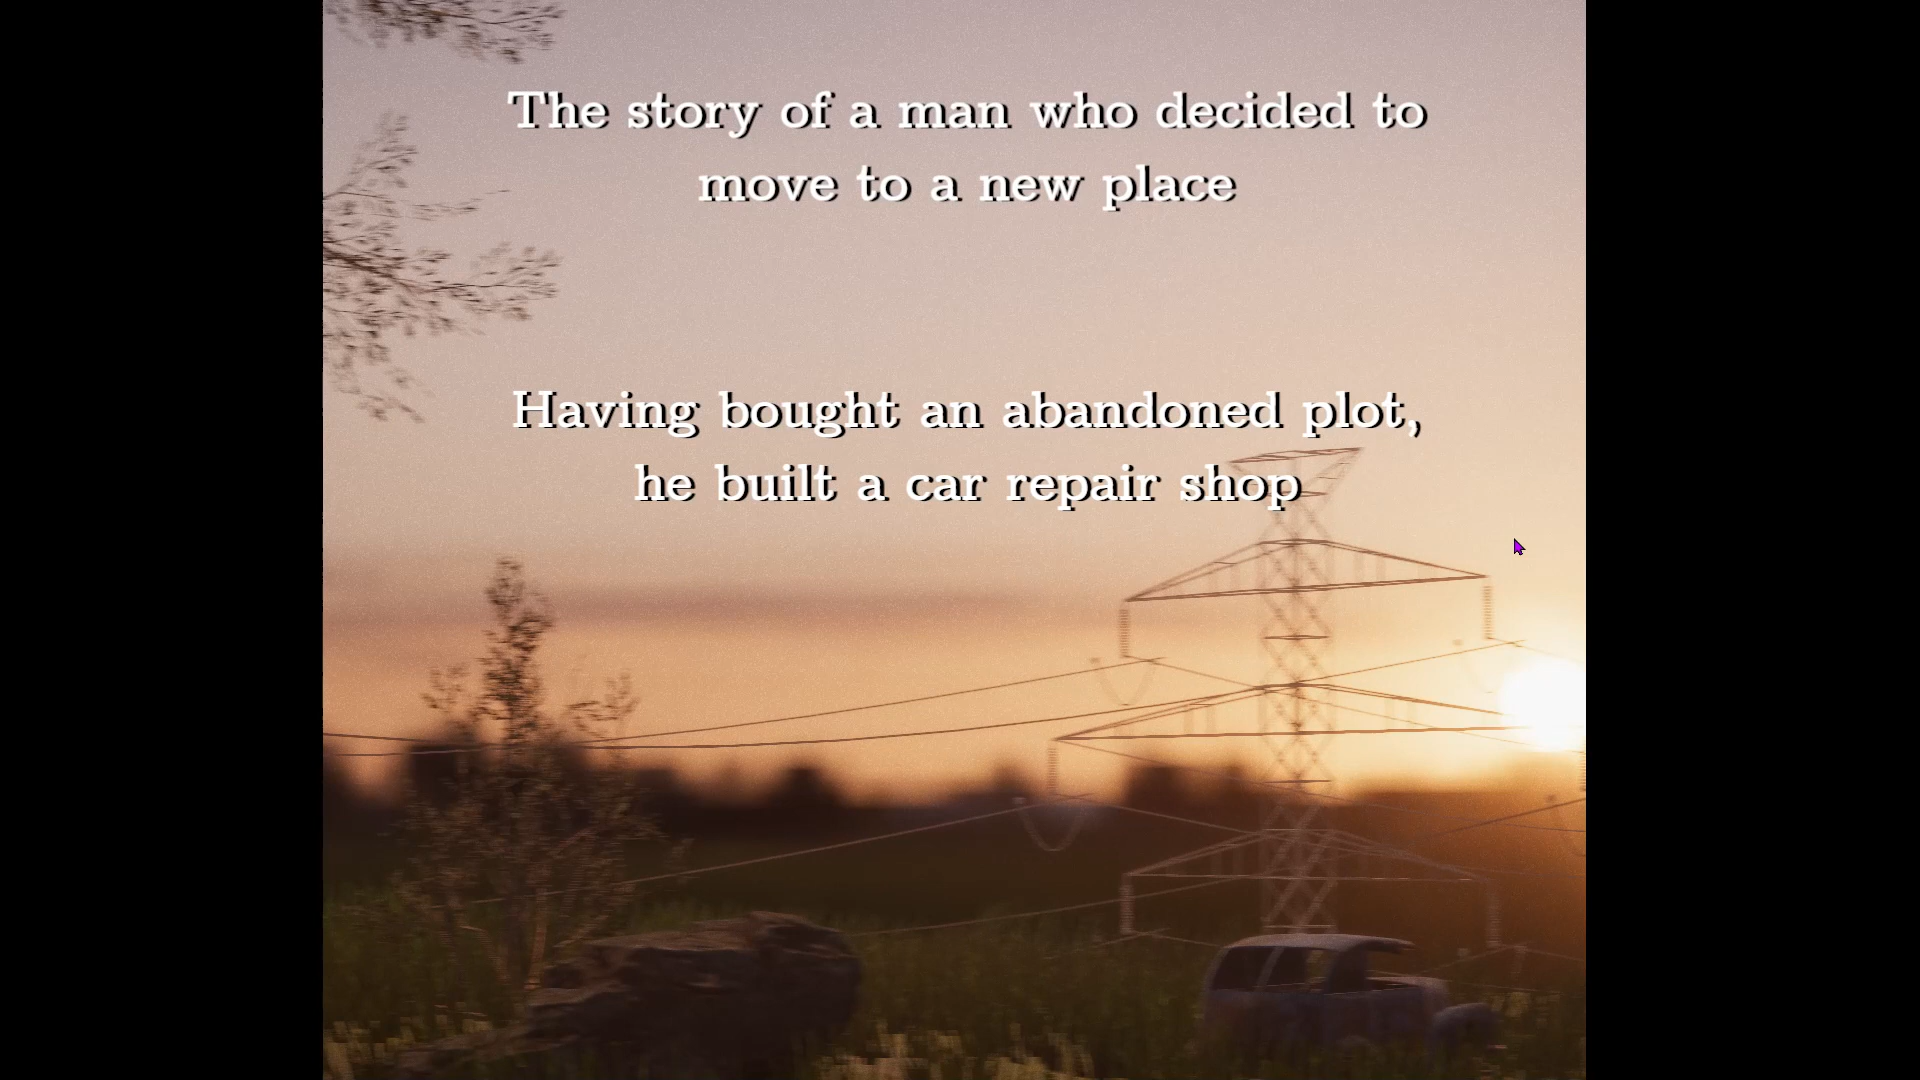 The story of a man who decided to
move to a new place
Having bought an abandoned plot,
he built a car repair shop